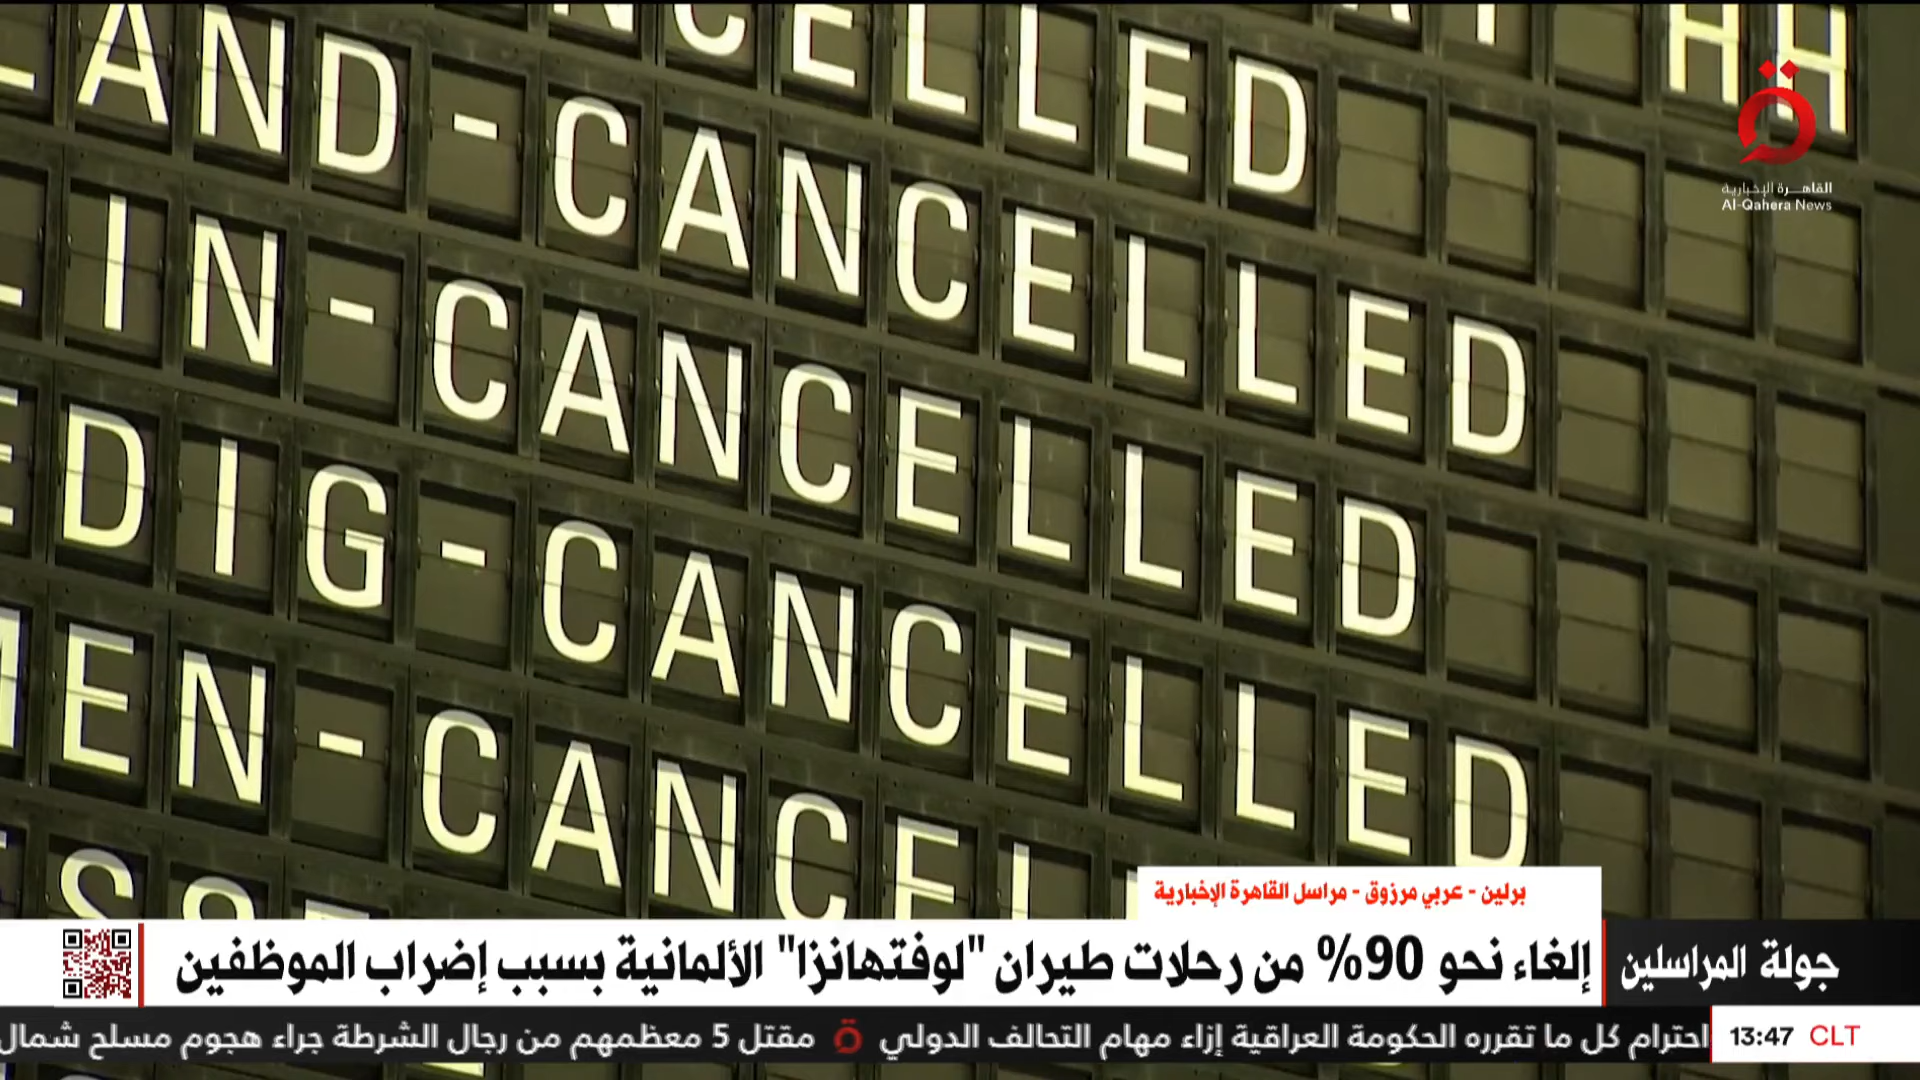 CANCELLED
LAND-CANCELLED
LIN-CANCELLED
EDIG-CANCELLED
MEN-CANCELLED
القاهرة الإخبارية
Al-Qahera News
برلين - عربي مرزوق - مراسل القاهرة الإخبارية
جولة المراسلين
إلغاء نحو 90% من رحلات طيران "لوفتهانزا" الألمانية بسبب إضراب الموظفين
13:47 CLT
احترام كل ما تقرره الحكومة العراقية إزاء مهام التحالف الدولي
مقتل 5 معظمهم من رجال الشرطة جراء هجوم مسلح شمال